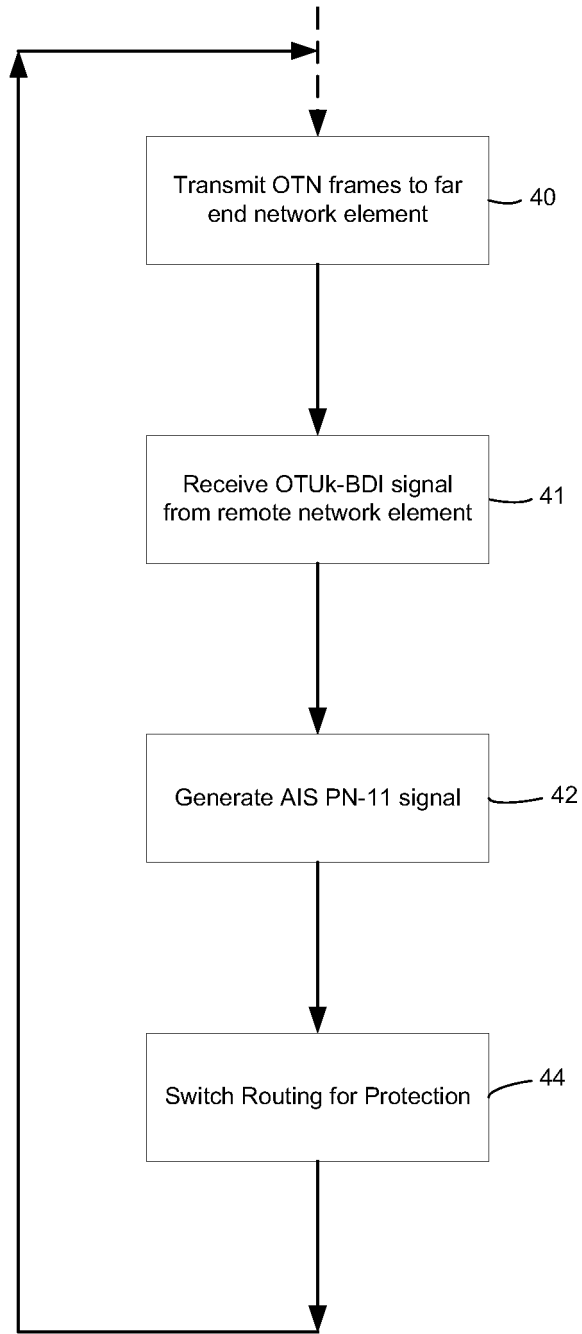 Transmit OTN frames to far
end network element
40
Receive OTUk-BDI signal
from remote network element
41
Generate AIS PN-11 signal
42
Switch Routing for Protection
44